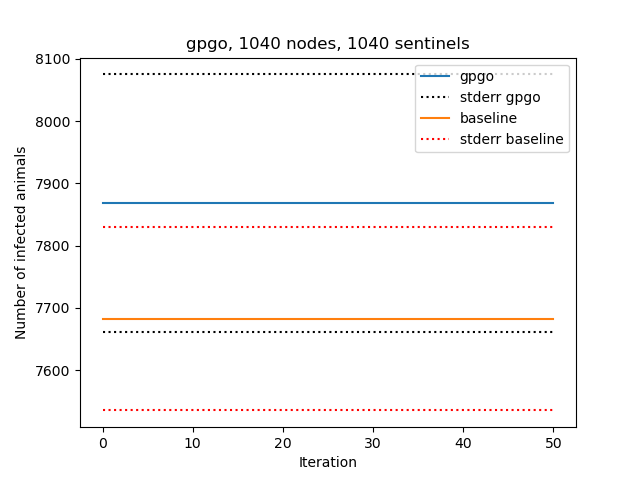 gpgo, 1040 nodes, 1040 sentinels
8100
8000
7900
7800
7700
7600
Number of infected animals
gpgo
stderr gpgo
baseline
stderr baseline
0 10 20 30 40 50
Iteration